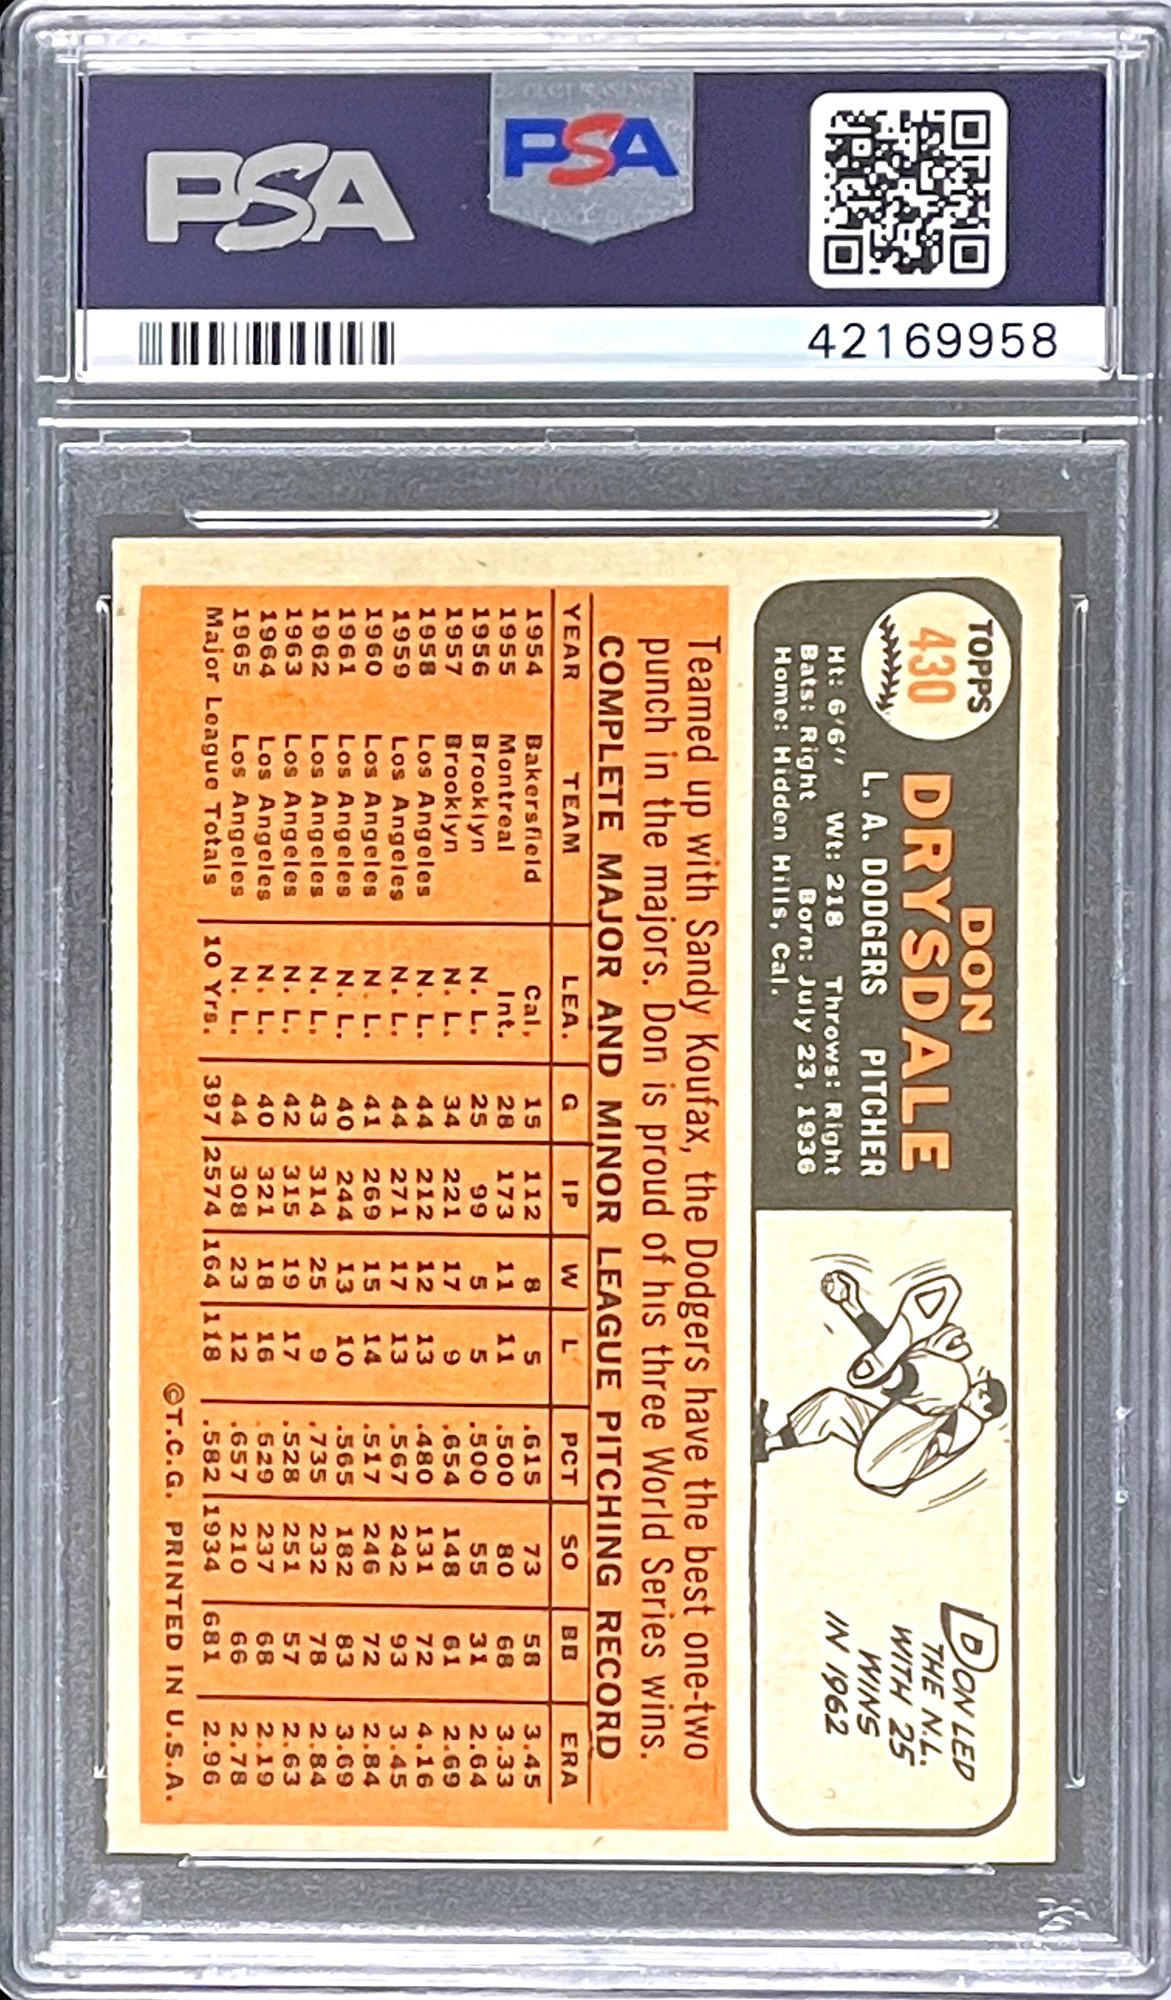 PSA
PSA
42169958
TOPPS
430
DON
DRYSDALE
L. A. DODGERS PITCHER
Ht: 6'6" Wt: 218 Throws: Right
Bats: Right Born: July 23, 1936
Home: Hidden Hills, Cal.
DON LED
THE N.L.
WITH 25
WINS
IN 1962
Teamed up with Sandy Koufax, the Dodgers have the best one-two
punch in the majors. Don is proud of his three World Series wins.
COMPLETE MAJOR AND MINOR LEAGUE PITCHING RECORD
YEAR TEAM LEA. G IP W L PCT SO BB ERA
1954 Bakersfield Cal. 15 112 8 5 .615 73 58 3.45
1955 Montreal Int. 28 173 11 11 .500 80 68 3.33
1956 Brooklyn N. L. 25 99 5 5 .500 55 31 2.64
1957 Brooklyn N. L. 34 221 17 9 .654 148 61 2.69
1958 Los Angeles N. L. 44 212 12 13 .480 131 72 4.16
1959 Los Angeles N. L. 44 271 17 13 .567 242 93 3.45
1960 Los Angeles N. L. 41 269 15 14 .517 246 72 2.84
1961 Los Angeles N. L. 40 244 13 10 .565 182 83 3.69
1962 Los Angeles N. L. 43 314 25 9 .735 232 78 2.84
1963 Los Angeles N. L. 42 315 19 17 .528 251 57 2.63
1964 Los Angeles N. L. 40 321 18 16 .529 237 68 2.19
1965 Los Angeles N. L. 44 308 23 12 .657 210 66 2.78
Major League Totals 10 Yrs. 397 2574 164 118 .582 1934 681 2.96
©T.C.G. PRINTED IN U.S.A.